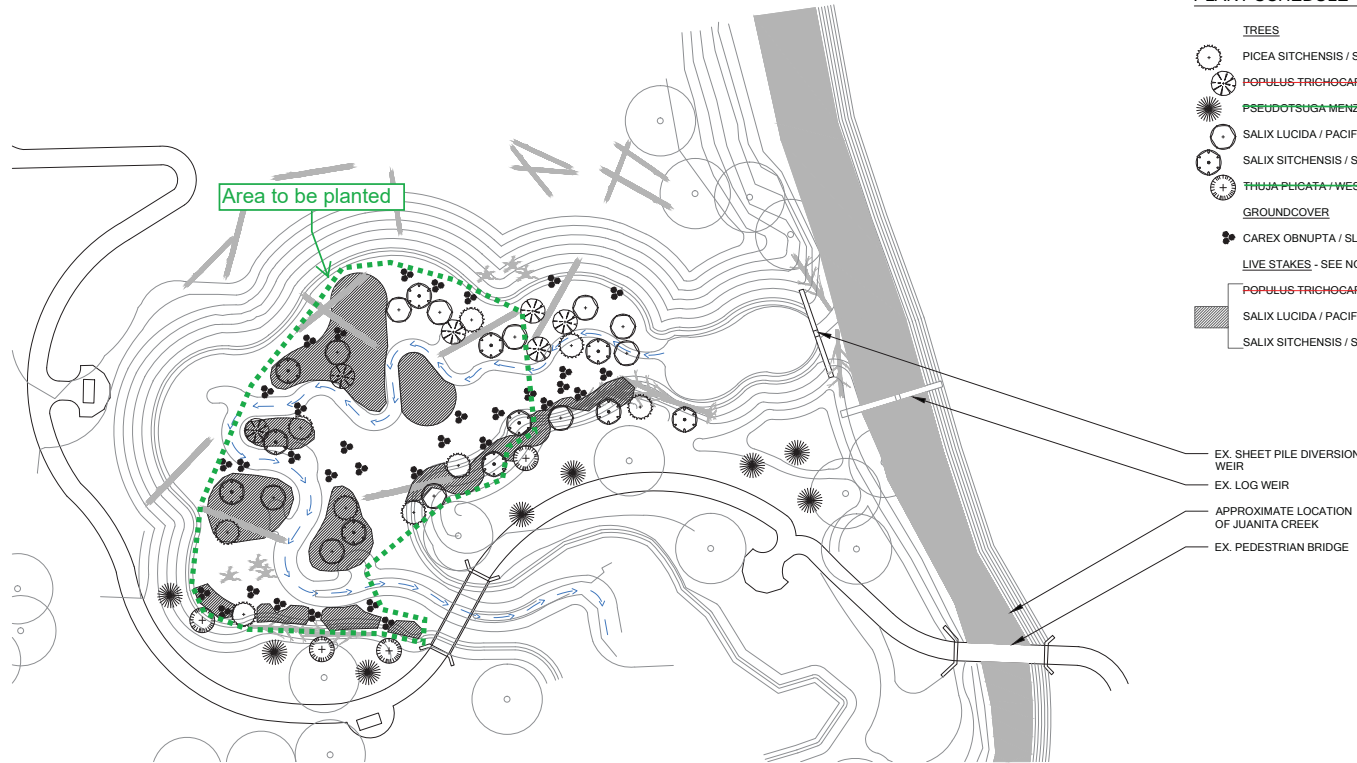 PLANT SCHEDULE
TREES
PICEA SITCHENSIS / S
POPULUS TRICHOCAR
PSEUDOTSUGA MENZ
SALIX LUCIDA / PACIF
SALIX SITCHENSIS / S
THUJA PLICATA / WES
GROUNDCOVER
CAREX OBNUPTA / SL
LIVE STAKES - SEE NO
POPULUS TRICHOCAR
SALIX LUCIDA / PACIF
SALIX SITCHENSIS / S
Area to be planted
EX. SHEET PILE DIVERSION
WEIR
EX. LOG WEIR
APPROXIMATE LOCATION
OF JUANITA CREEK
EX. PEDESTRIAN BRIDGE